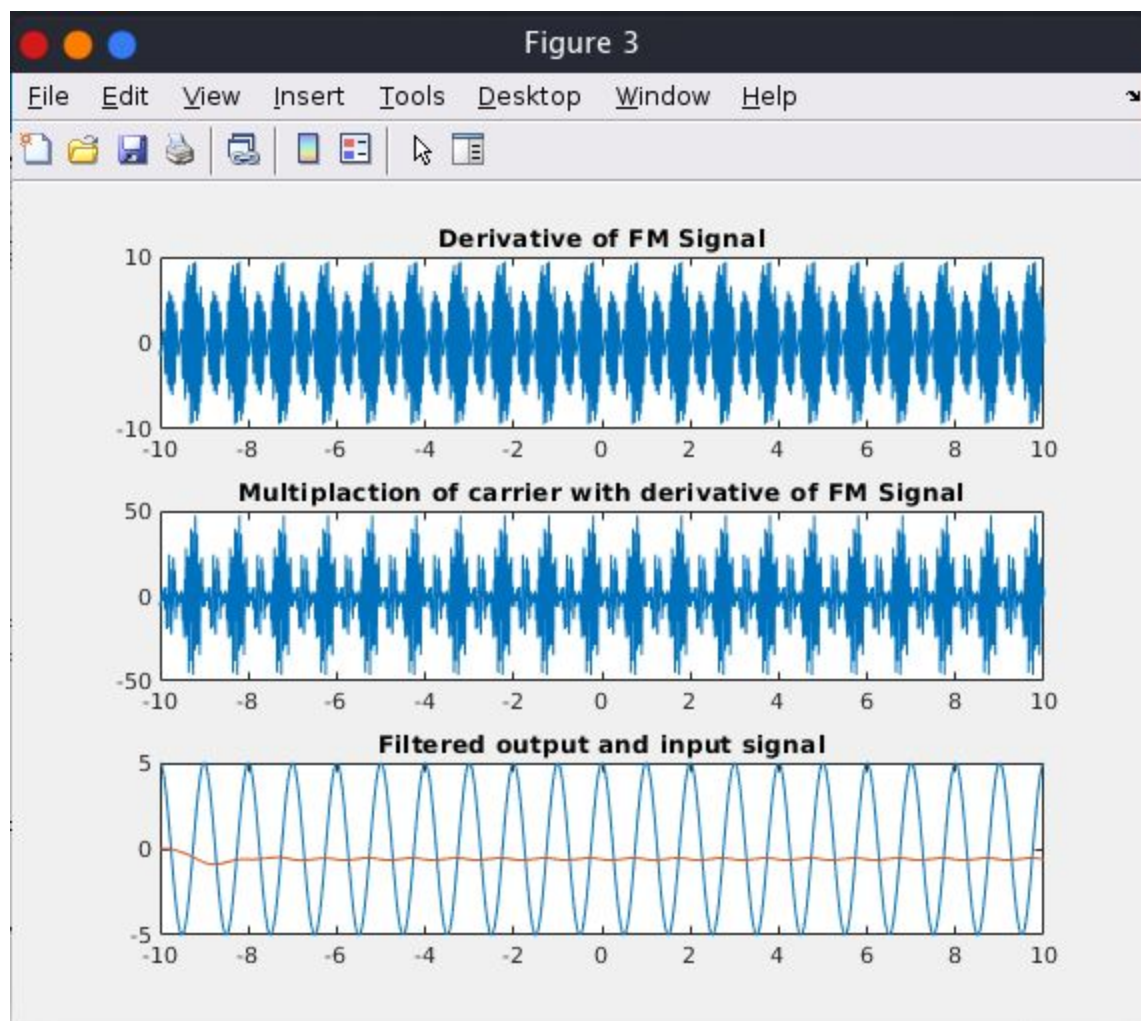 Figure 3
File Edit View Insert Tools Desktop Window Help
Derivative of FM Signal
10
0
-10
-10 -8 -6 -4 -2 0 2 4 6 8 10
Multiplaction of carrier with derivative of FM Signal
50
0
-50
-10 -8 -6 -4 -2 0 2 4 6 8 10
Filtered output and input signal
5
0
-5
-10 -8 -6 -4 -2 0 2 4 6 8 10